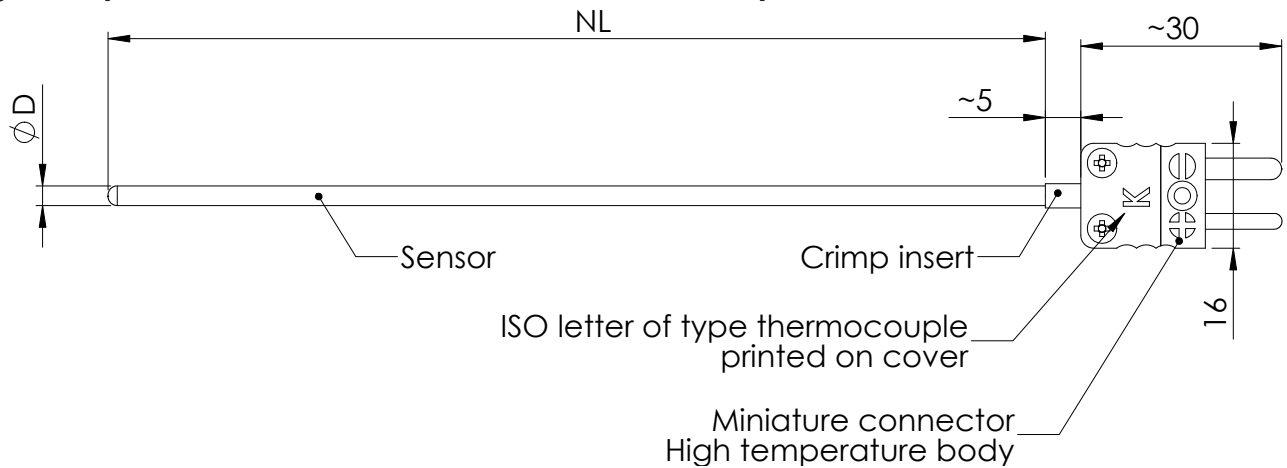 NL
~30
~5
ØD
K
Sensor
Crimp insert
16
ISO letter of type thermocouple
printed on cover
Miniature connector
High temperature body